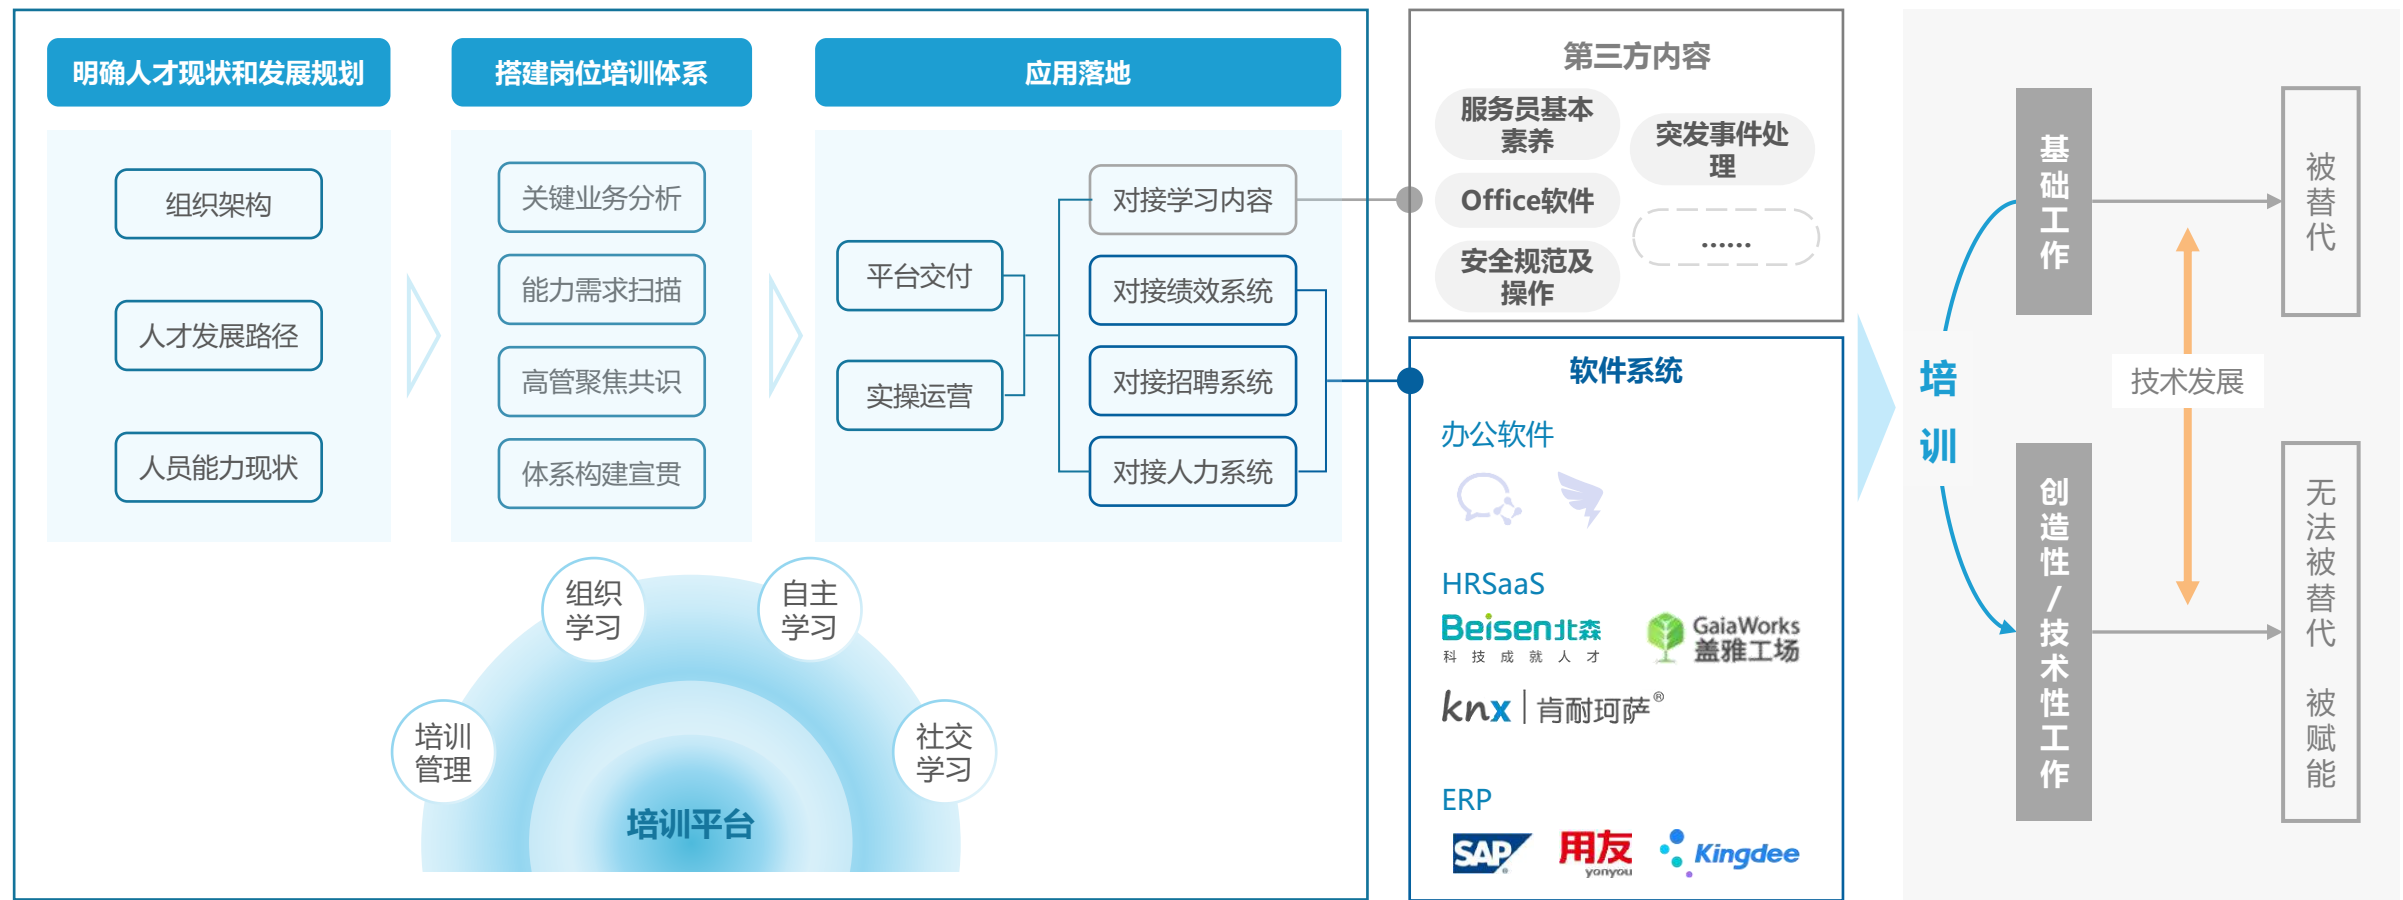 明确人才现状和发展规划
组织架构
人才发展路径
人员能力现状
搭建岗位培训体系
关键业务分析
能力需求扫描
高管聚焦共识
体系构建宣贯
应用落地
平台交付
实操运营
对接学习内容
对接绩效系统
对接招聘系统
对接人力系统
培训
管理
组织
学习
自主
学习
社交
学习
培训平台
第三方内容
服务员基本
素养
Office软件
安全规范及
操作
突发事件处
理
......
软件系统
办公软件
HRSaaS
Beisen北森
科技成就人才
GaiaWorks
盖雅工场
knx|肯耐珂萨®
ERP
SAP®
用友
yonyou
Kingdee
培训
基础工作
被替代
技术发展
创造性/技术性工作
无法被替代 被赋能